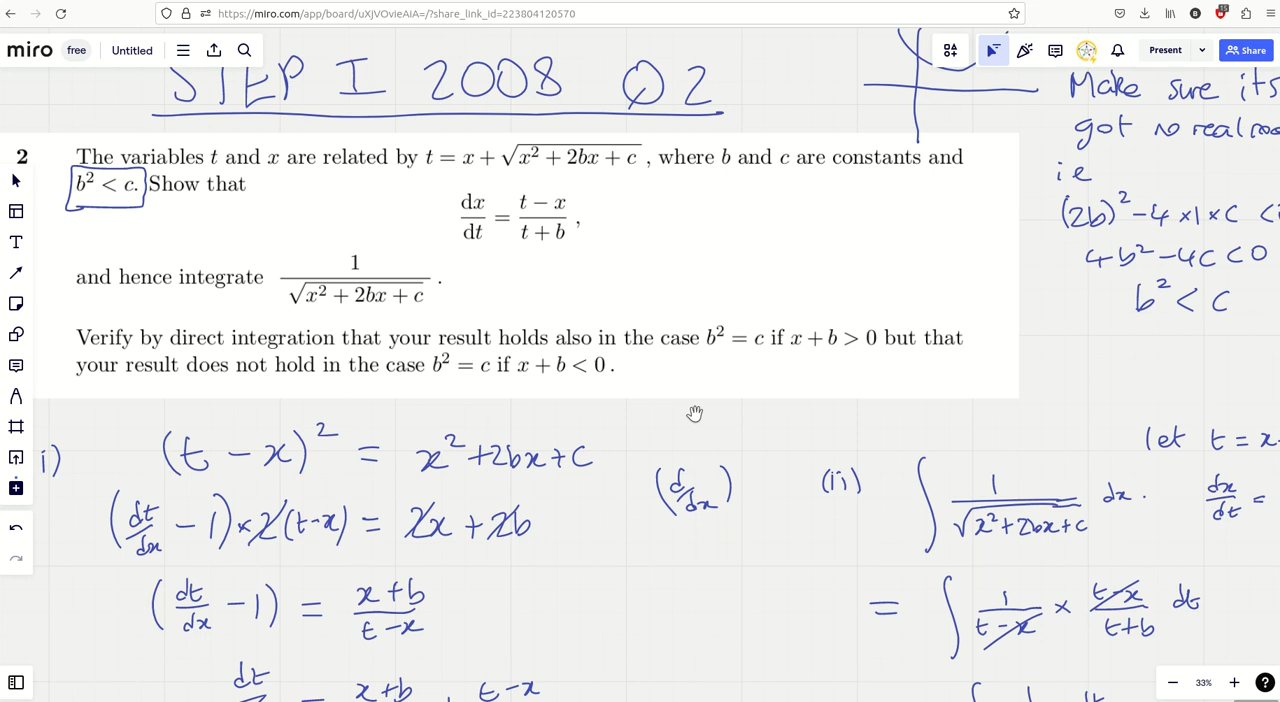 https://miro.com/app/board/uXJVOvieAIA=/?share_link_id=223804120570
15
miro free Untitled Present Share
STEP I 2008 Q2
Make sure its
got no real roo
ie
(2b)² - 4 × 1 × C <
4b² - 4C < 0
b² < C
2 The variables t and x are related by t = x + √(x² + 2bx + c), where b and c are constants and
b² < c. Show that
dx/dt = (t − x)/(t + b),
and hence integrate 1/√(x² + 2bx + c).
Verify by direct integration that your result holds also in the case b² = c if x + b > 0 but that
your result does not hold in the case b² = c if x + b < 0.
i) (t - x)² = x² + 2bx + C
(dt/dx - 1) × 2(t-x) = 2x + 2b (d/dx)
(dt/dx - 1) = (x+b)/(t-x)
dt = x+b + t-x
let t = x
(ii) ∫ 1/√(x²+2bx+c) dx. dx/dt =
= ∫ 1/(t-x) × (t-x)/(t+b) dt
33%